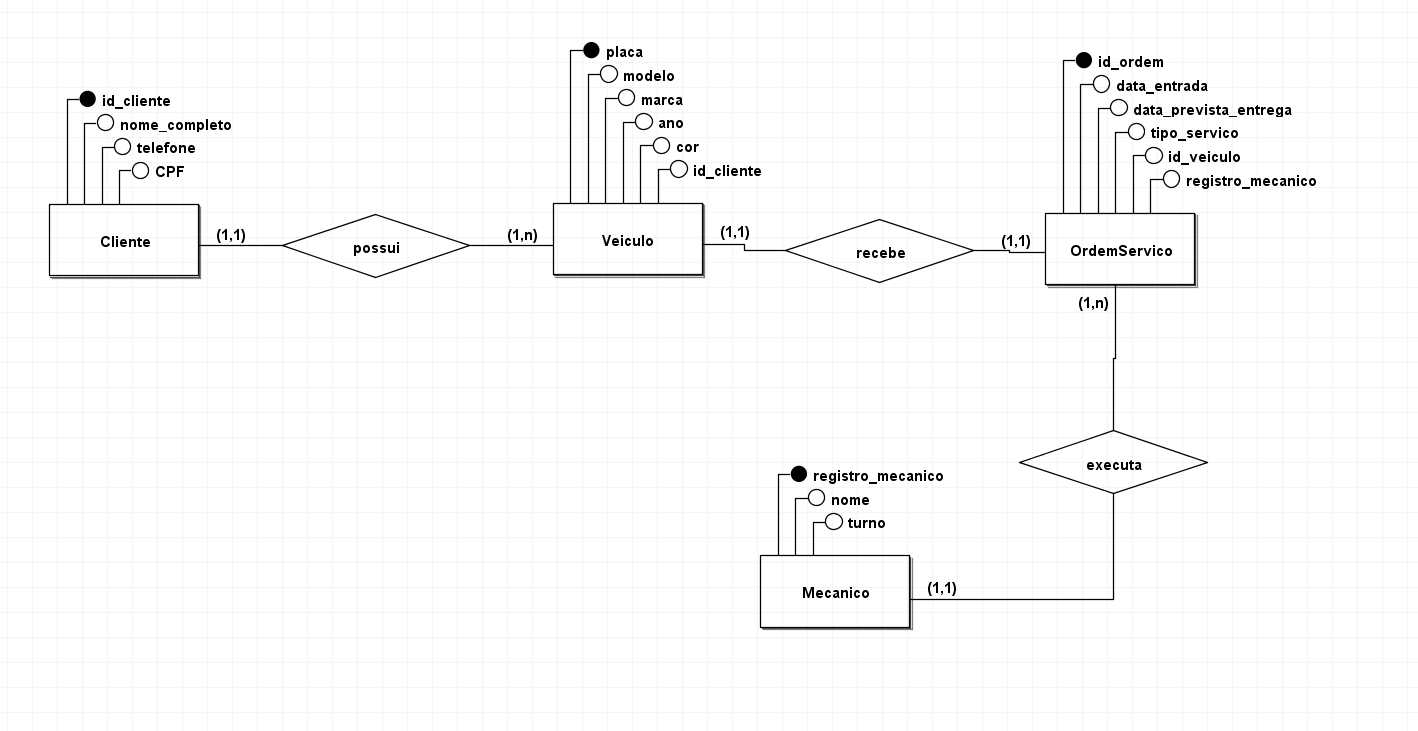 id_cliente
nome_completo
telefone
CPF
Cliente
(1,1)
possui
(1,n)
placa
modelo
marca
ano
cor
id_cliente
Veiculo
(1,1)
recebe
(1,1)
id_ordem
data_entrada
data_prevista_entrega
tipo_servico
id_veiculo
registro_mecanico
OrdemServico
(1,n)
executa
registro_mecanico
nome
turno
Mecanico
(1,1)